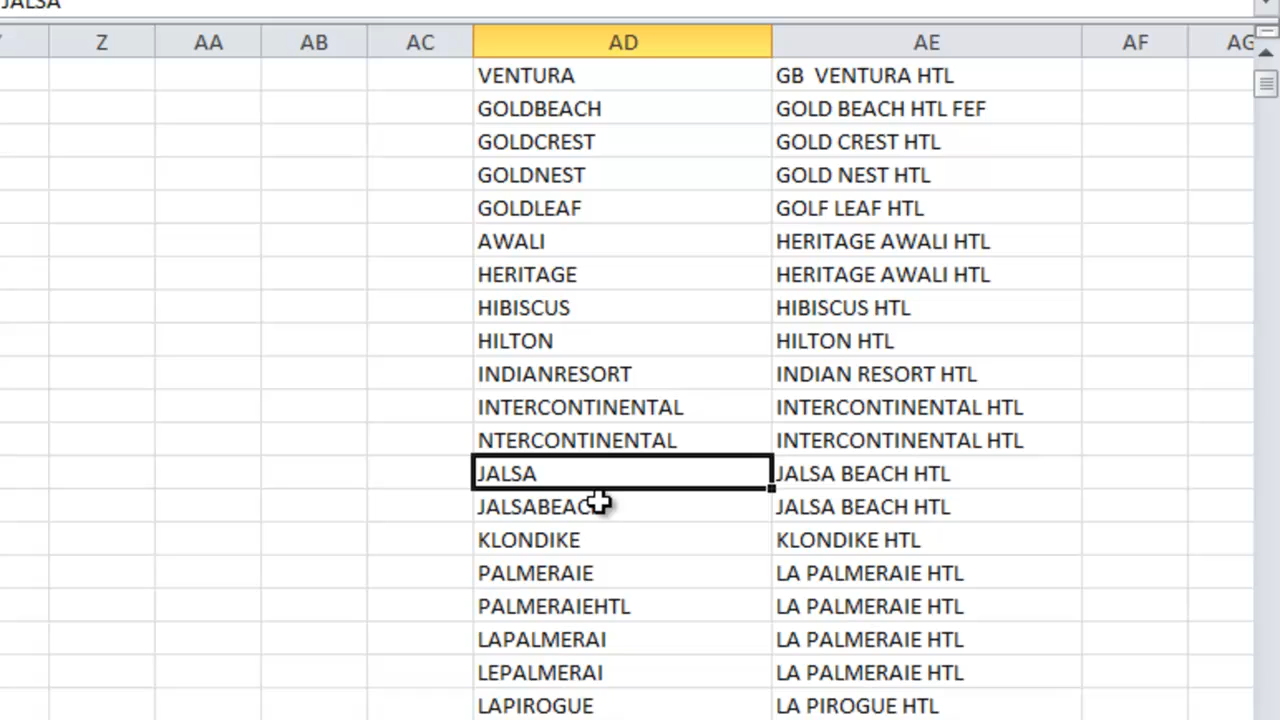 JALSA
Z AA AB AC AD AE AF AG
VENTURA GB  VENTURA HTL
GOLDBEACH GOLD BEACH HTL FEF
GOLDCREST GOLD CREST HTL
GOLDNEST GOLD NEST HTL
GOLDLEAF GOLF LEAF HTL
AWALI HERITAGE AWALI HTL
HERITAGE HERITAGE AWALI HTL
HIBISCUS HIBISCUS HTL
HILTON HILTON HTL
INDIANRESORT INDIAN RESORT HTL
INTERCONTINENTAL INTERCONTINENTAL HTL
NTERCONTINENTAL INTERCONTINENTAL HTL
JALSA JALSA BEACH HTL
JALSABEACH JALSA BEACH HTL
KLONDIKE KLONDIKE HTL
PALMERAIE LA PALMERAIE HTL
PALMERAIEHTL LA PALMERAIE HTL
LAPALMERAI LA PALMERAIE HTL
LEPALMERAI LA PALMERAIE HTL
LAPIROGUE LA PIROGUE HTL